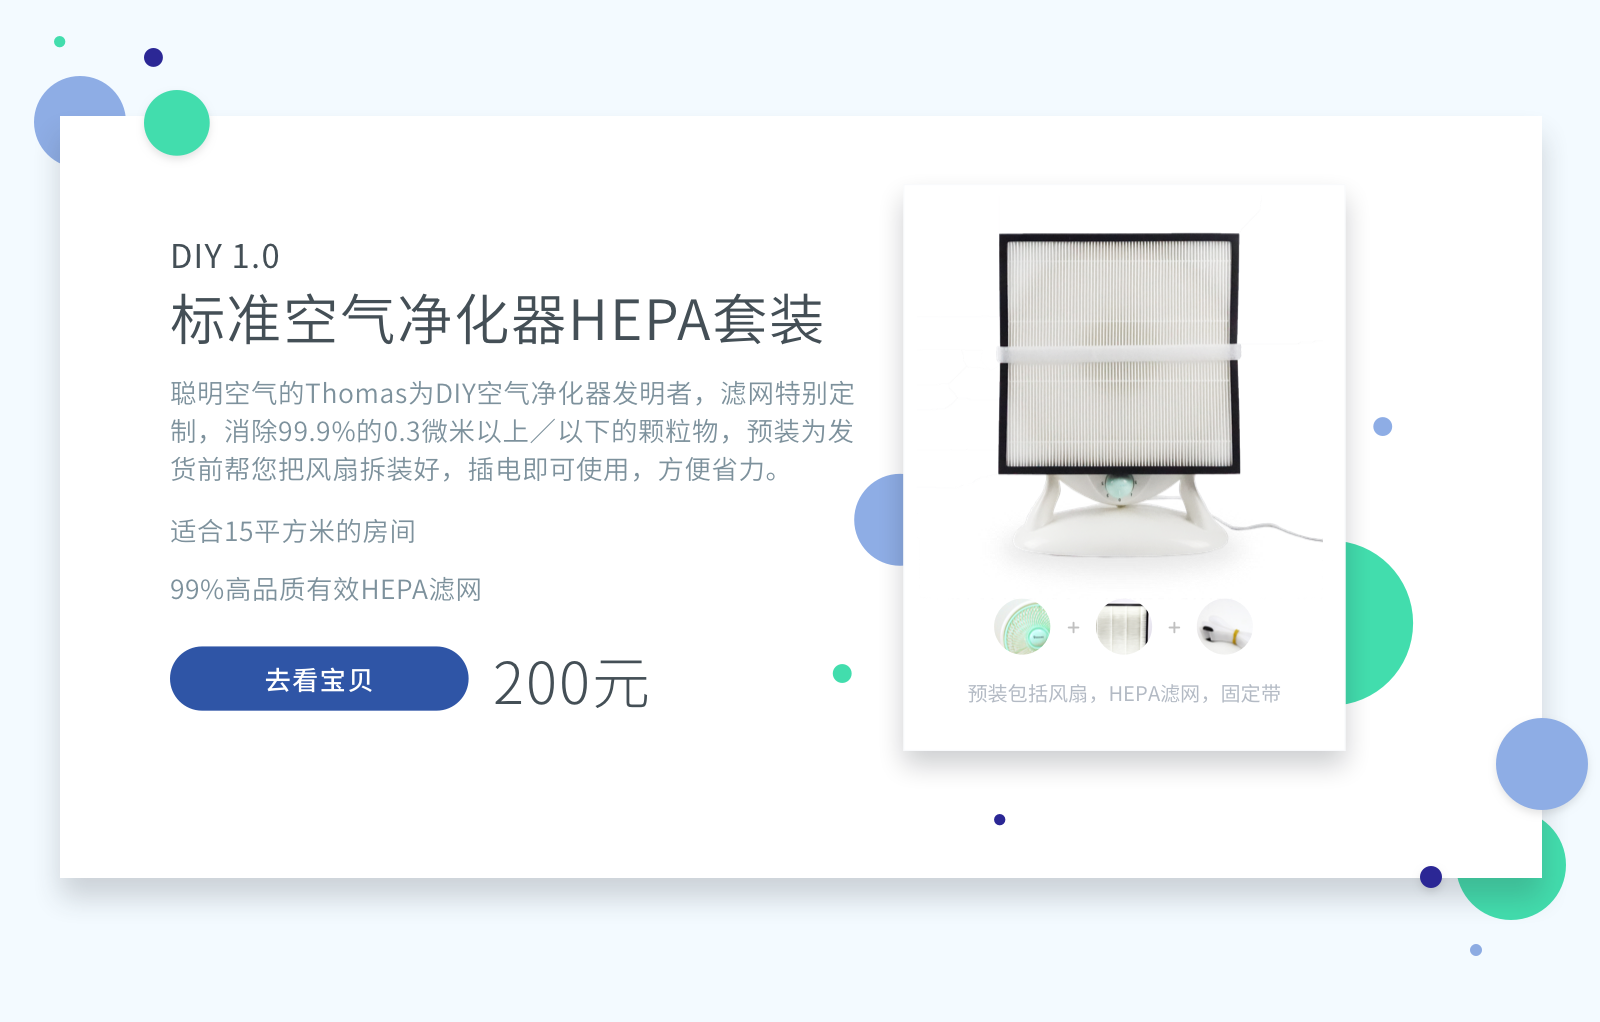 DIY 1.0
标准空气净化器HEPA套装
聪明空气的Thomas为DIY空气净化器发明者，滤网特别定
制，消除99.9%的0.3微米以上／以下的颗粒物，预装为发
货前帮您把风扇拆装好，插电即可使用，方便省力。
适合15平方米的房间
99%高品质有效HEPA滤网
去看宝贝
200元
+ +
预装包括风扇，HEPA滤网，固定带